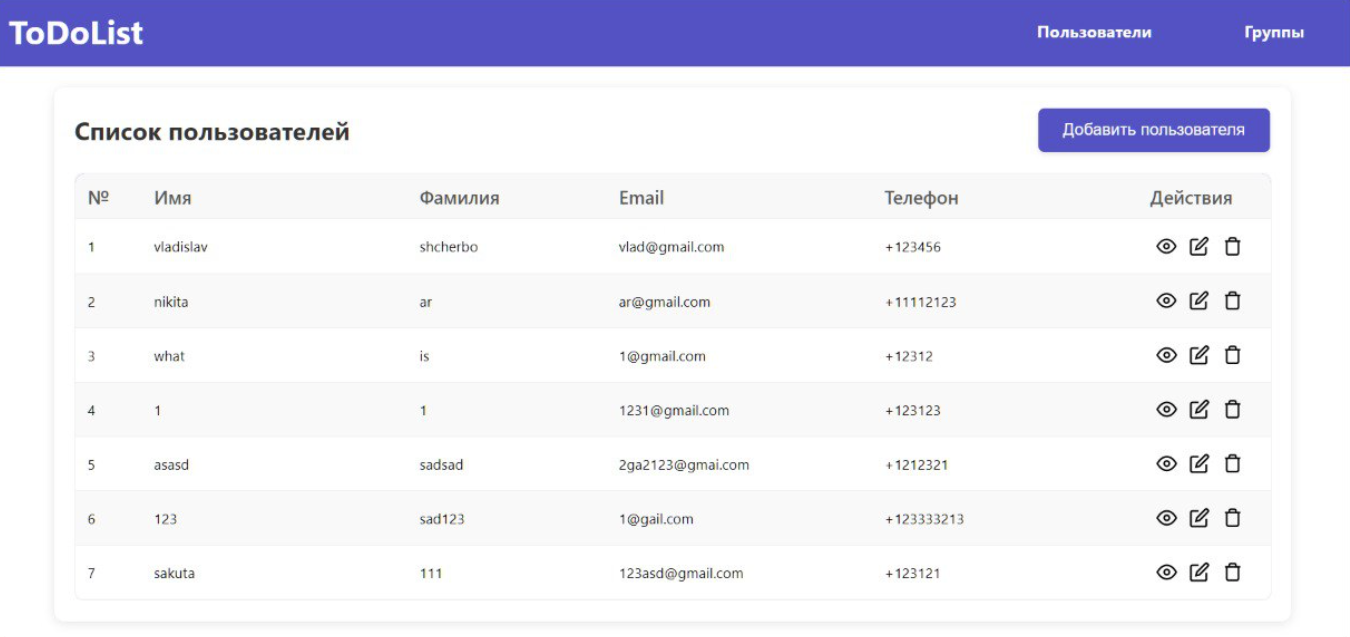 ToDoList Пользователи Группы
Список пользователей Добавить пользователя
№ Имя Фамилия Email Телефон Действия
1 vladislav shcherbo vlad@gmail.com +123456
2 nikita ar ar@gmail.com +11112123
3 what is 1@gmail.com +12312
4 1 1 1231@gmail.com +123123
5 asasd sadsad 2ga2123@gmai.com +1212321
6 123 sad123 1@gail.com +123333213
7 sakuta 111 123asd@gmail.com +123121